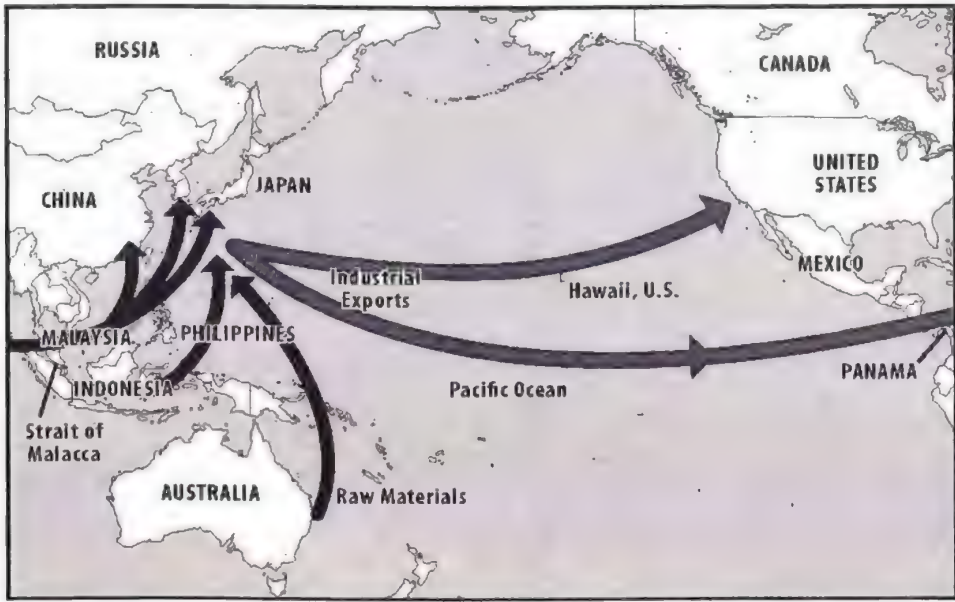 RUSSIA
CANADA
UNITED
STATES
JAPAN
CHINA
MEXICO
Industrial
Exports
Hawaii, U.S.
MALAYSIA
PHILIPPINES
PANAMA
INDONESIA
Pacific Ocean
Strait of
Malacca
AUSTRALIA
Raw Materials